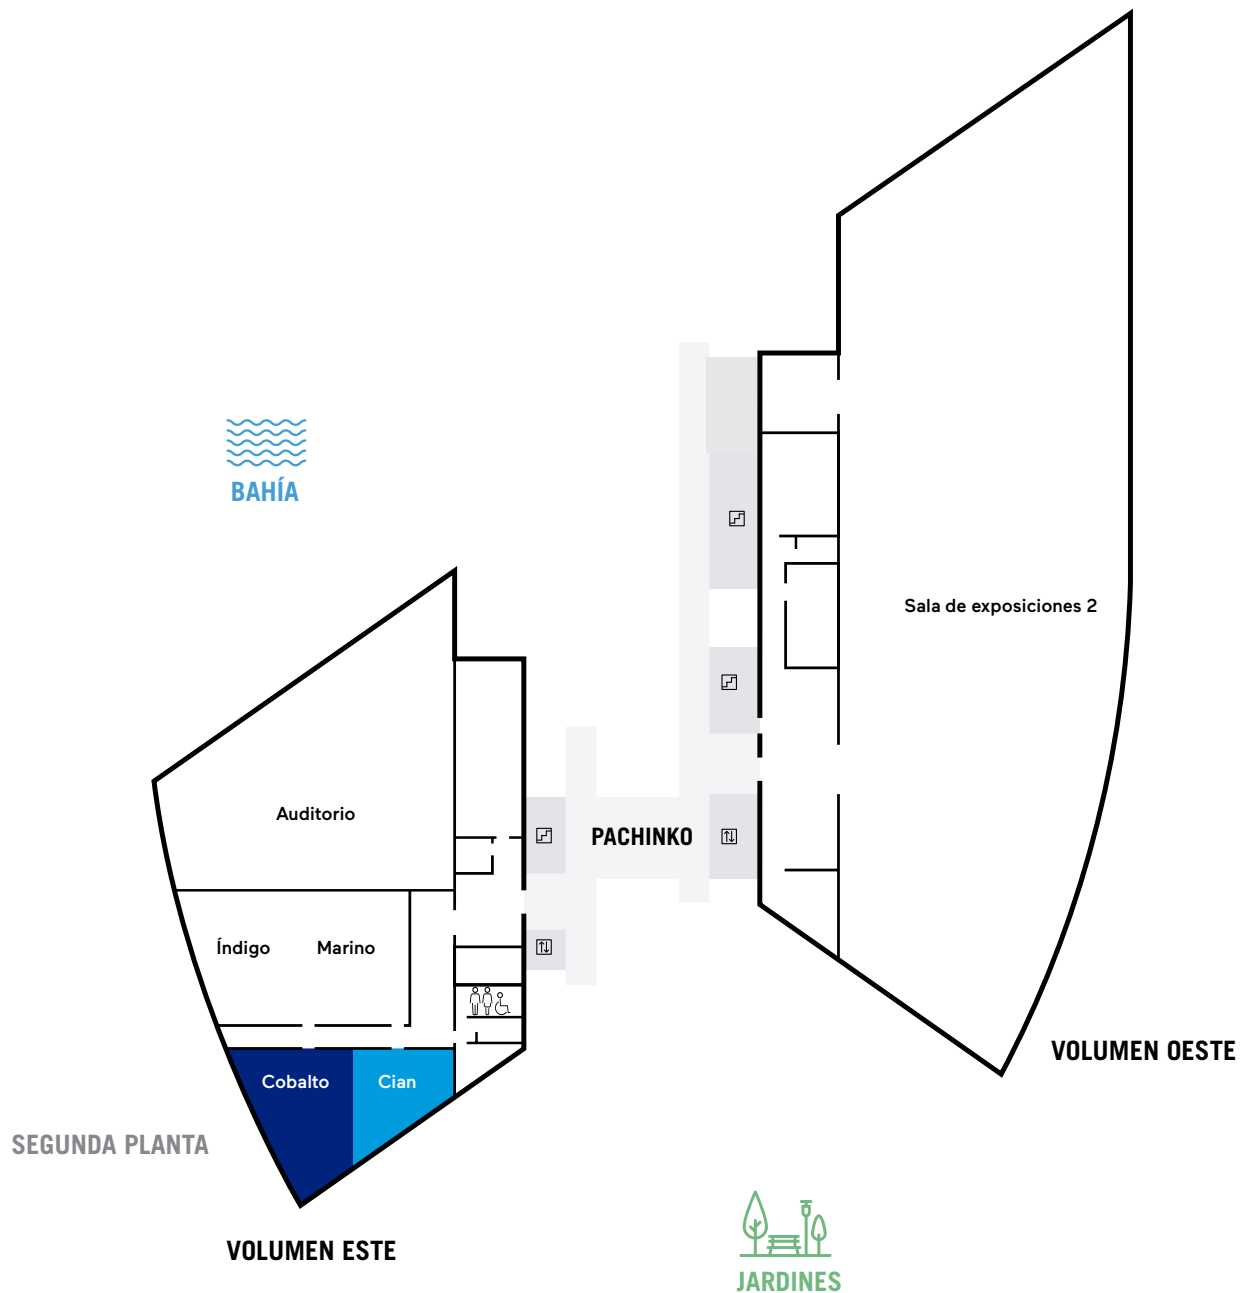 BAHÍA
Sala de exposiciones 2
Auditorio
PACHINKO
Índigo
Marino
VOLUMEN OESTE
Cobalto
Cian
SEGUNDA PLANTA
VOLUMEN ESTE
JARDINES